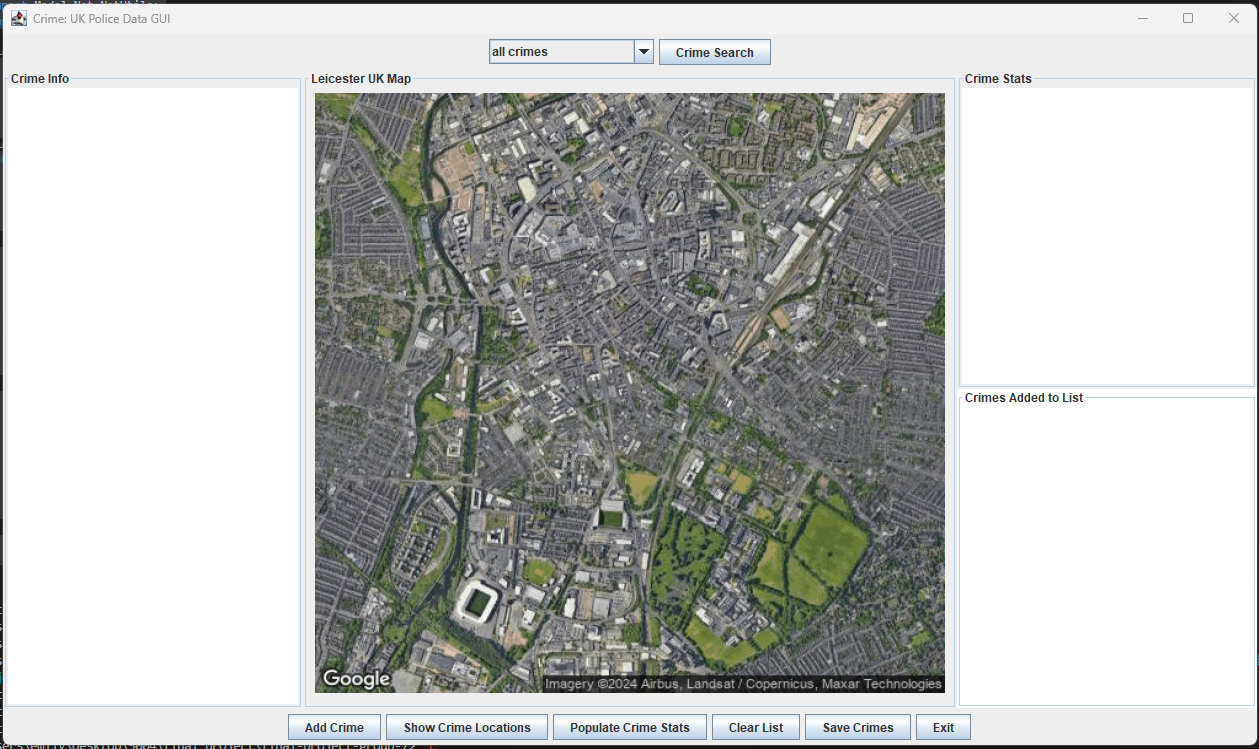 Crime: UK Police Data GUI
all crimes
Crime Search
Crime Info
Leicester UK Map
Crime Stats
Crimes Added to List
Google
Imagery ©2024 Airbus, Landsat / Copernicus, Maxar Technologies
Add Crime
Show Crime Locations
Populate Crime Stats
Clear List
Save Crimes
Exit